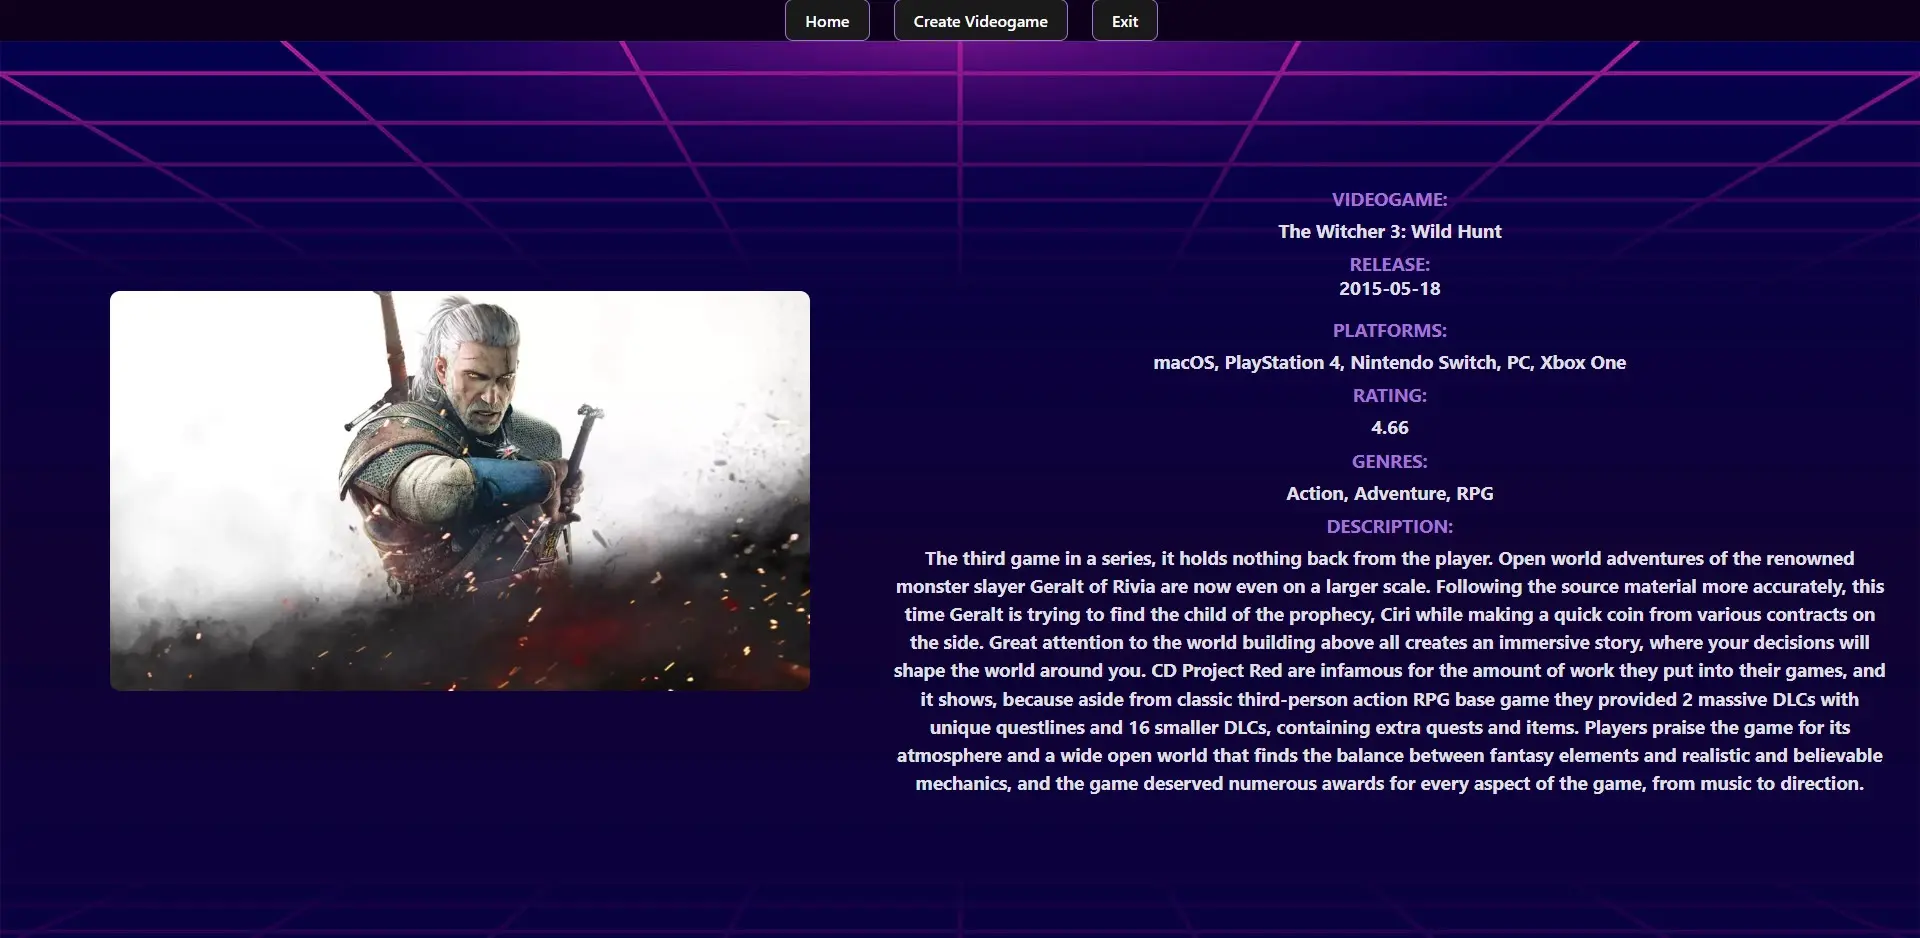 Home
Create Videogame
Exit
VIDEOGAME:
The Witcher 3: Wild Hunt
RELEASE:
2015-05-18
PLATFORMS:
macOS, PlayStation 4, Nintendo Switch, PC, Xbox One
RATING:
4.66
GENRES:
Action, Adventure, RPG
DESCRIPTION:
The third game in a series, it holds nothing back from the player. Open world adventures of the renowned
monster slayer Geralt of Rivia are now even on a larger scale. Following the source material more accurately, this
time Geralt is trying to find the child of the prophecy, Ciri while making a quick coin from various contracts on
the side. Great attention to the world building above all creates an immersive story, where your decisions will
shape the world around you. CD Project Red are infamous for the amount of work they put into their games, and
it shows, because aside from classic third-person action RPG base game they provided 2 massive DLCs with
unique questlines and 16 smaller DLCs, containing extra quests and items. Players praise the game for its
atmosphere and a wide open world that finds the balance between fantasy elements and realistic and believable
mechanics, and the game deserved numerous awards for every aspect of the game, from music to direction.